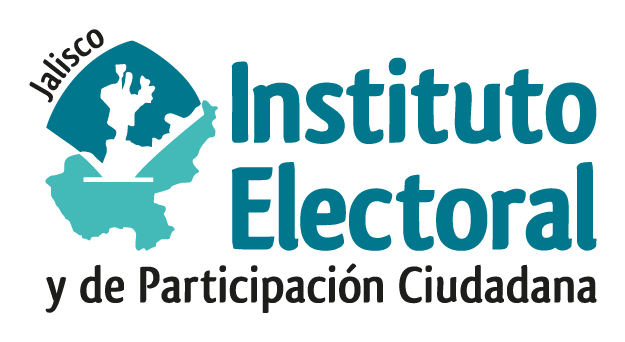 Jalisco
Instituto
Electoral
y de Participación Ciudadana